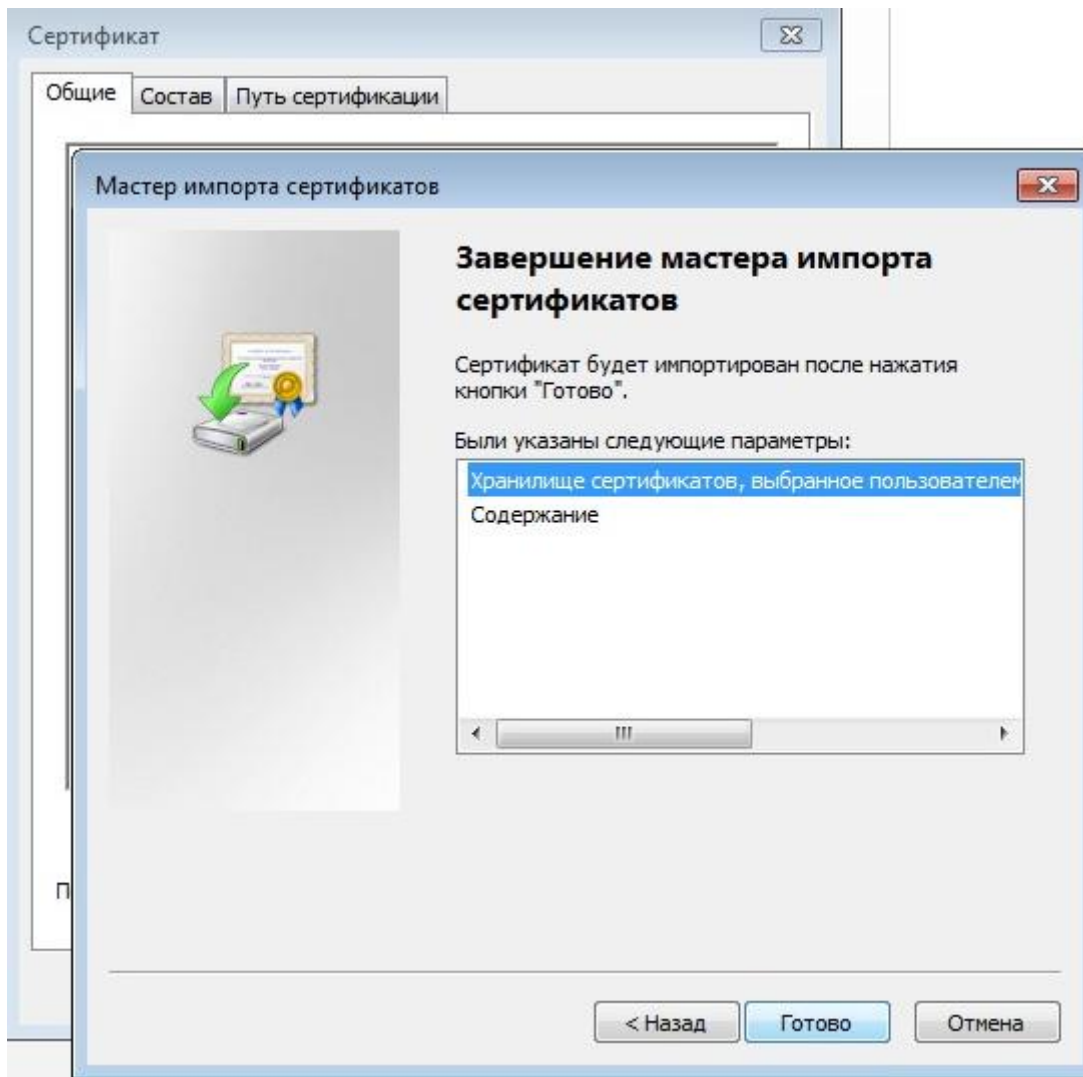 Сертификат
Общие Состав Путь сертификации
Мастер импорта сертификатов
Завершение мастера импорта
сертификатов
Сертификат будет импортирован после нажатия
кнопки "Готово".
Были указаны следующие параметры:
Хранилище сертификатов, выбранное пользователем
Содержание
П
< Назад Готово Отмена